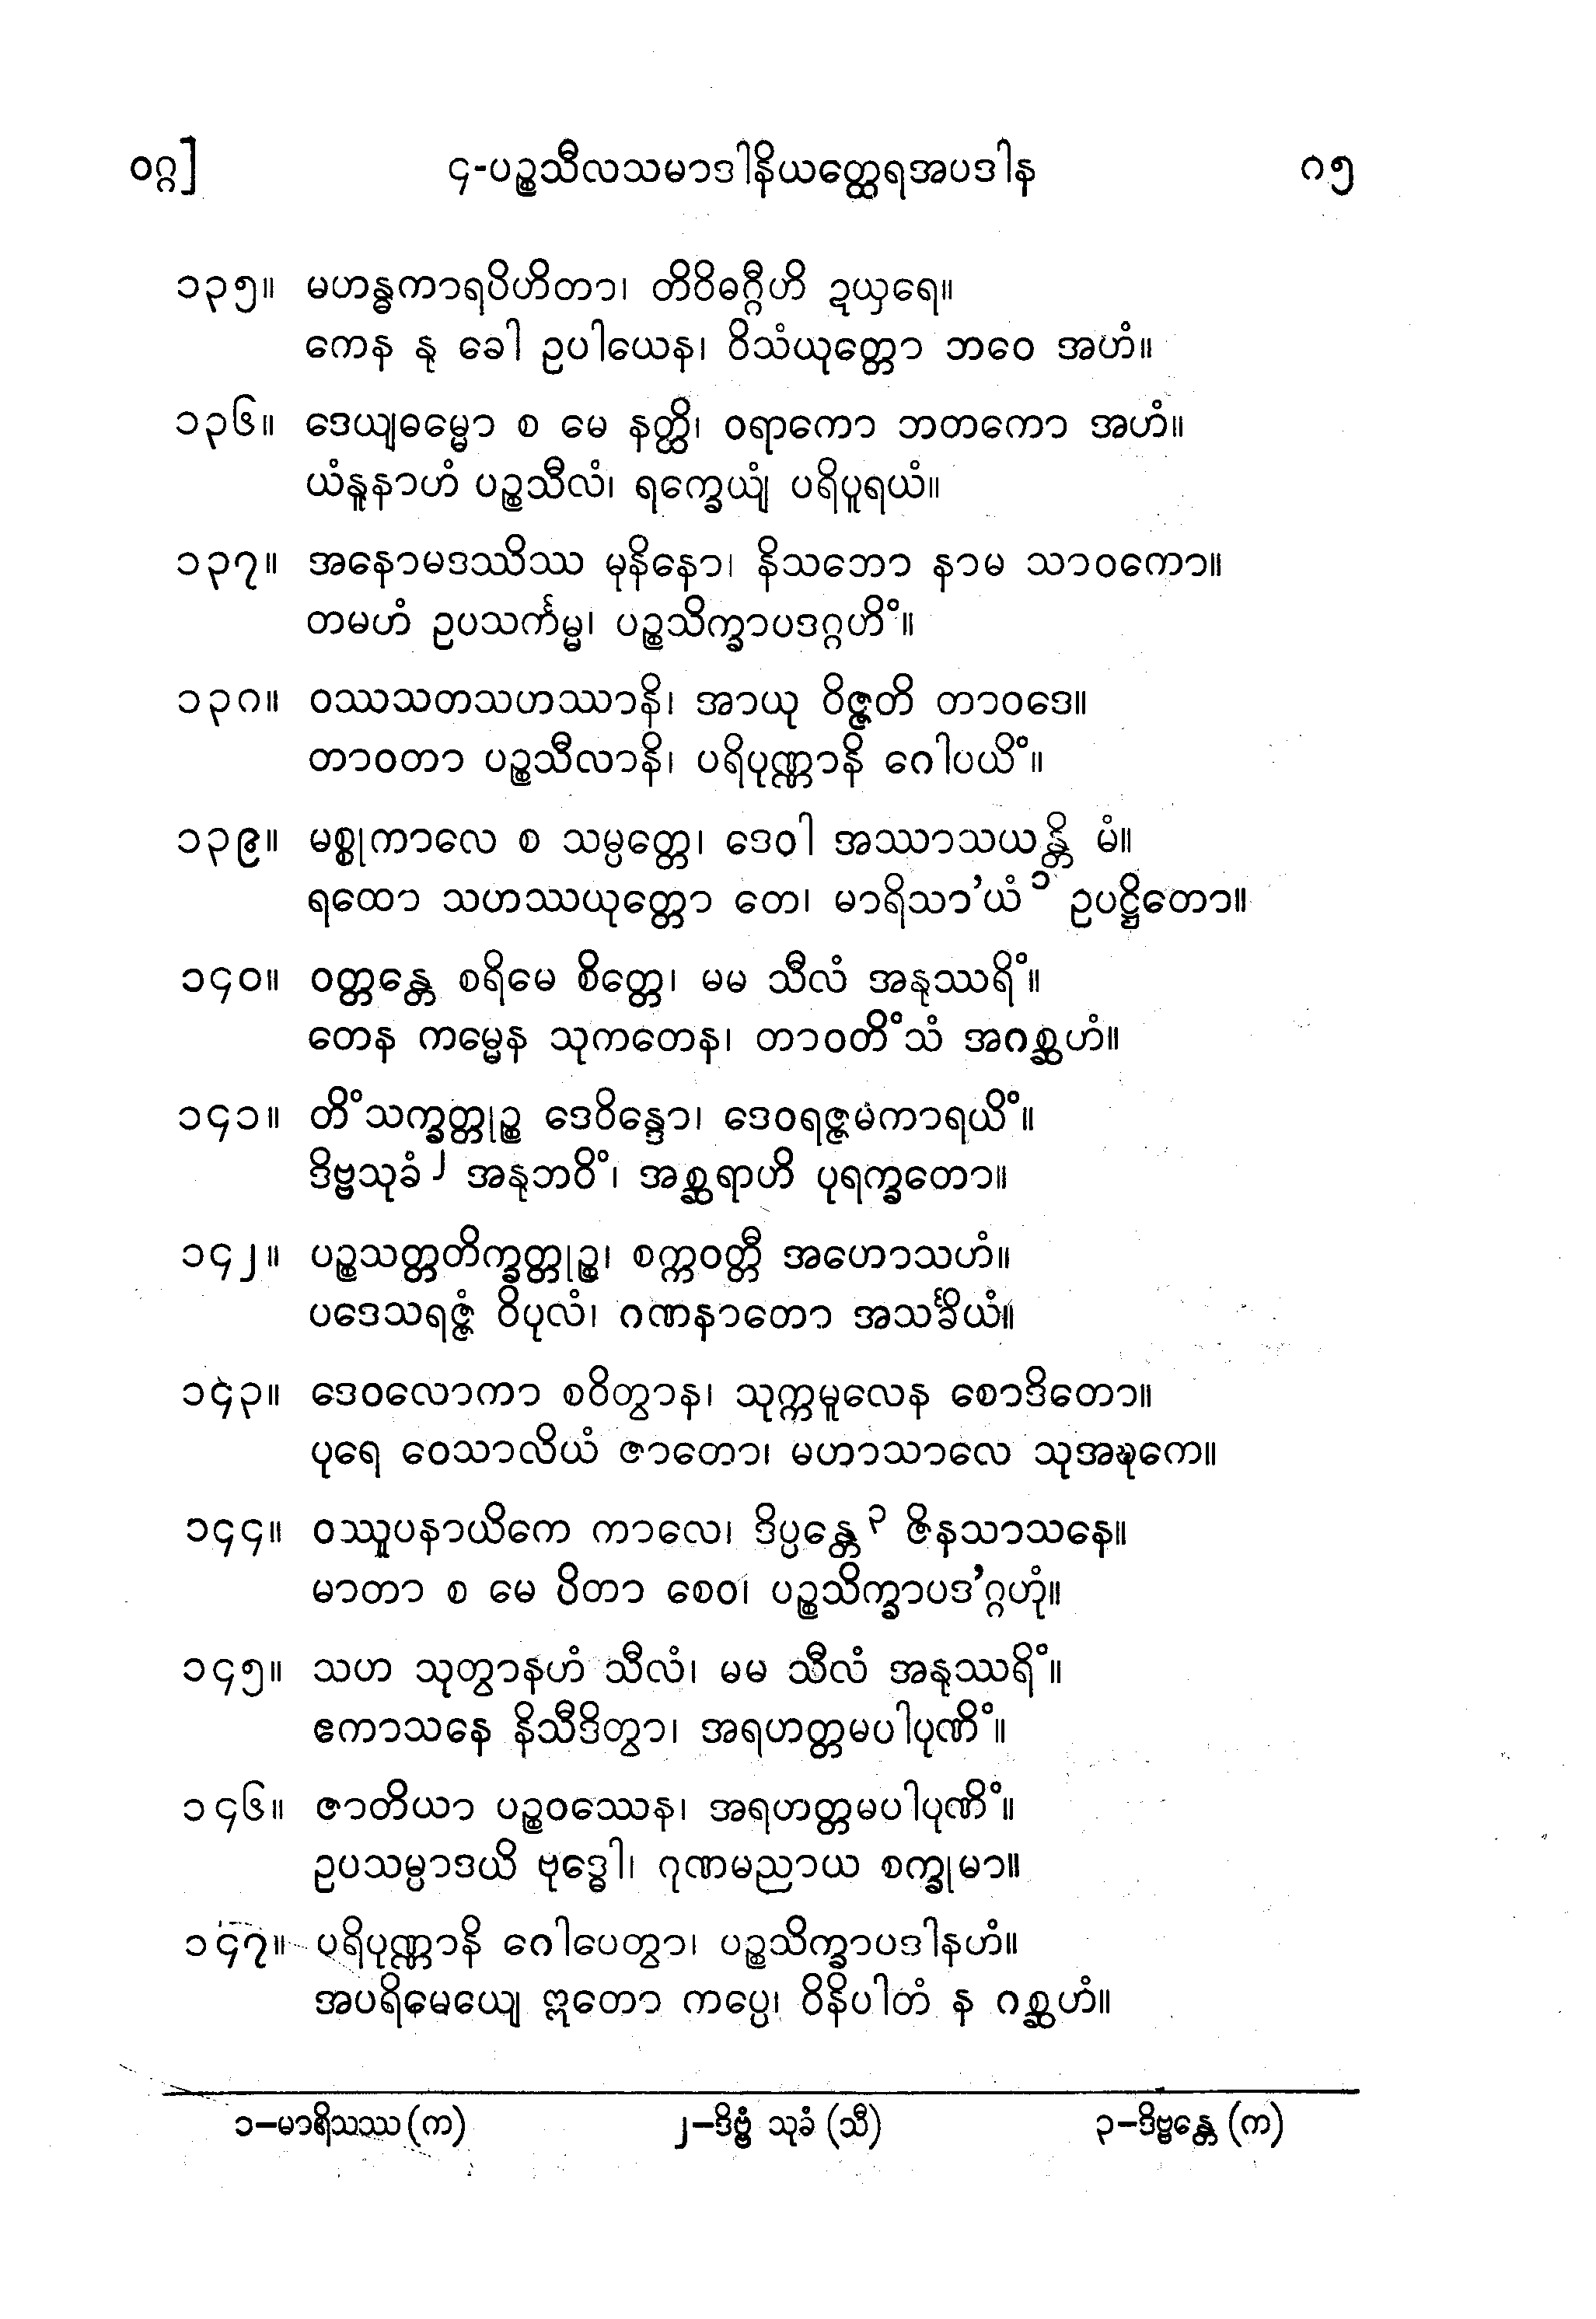 ဝဂ္ဂ] ၄-ပဉ္စသီလသမာဒါနိယတ္ထေရအပဒါန ၈၅
၁၃၅။ မဟန္ဓကာရပိဟိတာ၊ တိဝိဓဂ္ဂီဟိ ဍယှရေ။
ကေန နု ခေါ ဥပါယေန၊ ဝိသံယုတ္တော ဘဝေ အဟံ။
၁၃၆။ ဒေယျဓမ္မော စ မေ နတ္ထိ၊ ဝရာကော ဘတကော အဟံ။
ယံနူနာဟံ ပဉ္စသီလံ၊ ရက္ခေယျံ ပရိပူရယံ။
၁၃၇။ အနောမဒဿိဿ မုနိနော၊ နိသဘော နာမ သာဝကော။
တမဟံ ဥပသင်္ကမ္မ၊ ပဉ္စသိက္ခာပဒဂ္ဂဟိံ။
၁၃၈။ ဝဿသတသဟဿာနိ၊ အာယု ဝိဇ္ဇတိ တာဝဒေ။
တာဝတာ ပဉ္စသီလာနိ၊ ပရိပုဏ္ဏာနိ ဂေါပယိံ။
၁၃၉။ မစ္စုကာလေ စ သမ္ပတ္တေ၊ ဒေဝါ အဿာသယန္တိ မံ။
ရထော သဟဿယုတ္တော တေ၊ မာရိသာ’ယံ ၁ ဥပဋ္ဌိတော။
၁၄၀။ ဝတ္တန္တေ စရိမေ စိတ္တေ၊ မမ သီလံ အနုဿရိံ။
တေန ကမ္မေန သုကတေန၊ တာဝတိံသံ အဂစ္ဆဟံ။
၁၄၁။ တိံသက္ခတ္တုဉ္စ ဒေဝိန္ဒော၊ ဒေဝရဇ္ဇမကာရယိံ။
ဒိဗ္ဗသုခံ ၂ အနုဘဝိံ၊ အစ္ဆရာဟိ ပုရက္ခတော။
၁၄၂။ ပဉ္စသတ္တတိက္ခတ္တုဉ္စ၊ စက္ကဝတ္တီ အဟောသဟံ။
ပဒေသရဇ္ဇံ ဝိပုလံ၊ ဂဏနာတော အသင်္ခိယံ။
၁၄၃။ ဒေဝလောကာ စဝိတွာန၊ သုက္ကမူလေန စောဒိတော။
ပုရေ ဝေသာလိယံ ဇာတော၊ မဟာသာလေ သုအဍ္ဎကေ။
၁၄၄။ ဝဿူပနာယိကေ ကာလေ၊ ဒိပ္ပန္တေ ၃ ဇိနသာသနေ။
မာတာ စ မေ ပိတာ စေဝ၊ ပဉ္စသိက္ခာပဒ’ဂ္ဂဟုံ။
၁၄၅။ သဟ သုတွာနဟံ သီလံ၊ မမ သီလံ အနုဿရိံ။
ဧကာသနေ နိသီဒိတွာ၊ အရဟတ္တမပါပုဏိံ။
၁၄၆။ ဇာတိယာ ပဉ္စဝဿေန၊ အရဟတ္တမပါပုဏိံ။
ဥပသမ္ပာဒယိ ဗုဒ္ဓေါ၊ ဂုဏမညာယ စက္ခုမာ။
၁၄၇။ ပရိပုဏ္ဏာနိ ဂေါပေတွာ၊ ပဉ္စသိက္ခာပဒါနဟံ။
အပရိမေယျေ ဣတော ကပ္ပေ၊ ဝိနိပါတံ န ဂစ္ဆဟံ။
၁–မာရိသဿ (က) ၂–ဒိဗ္ဗံ သုခံ (သီ) ၃–ဒိဗ္ဗန္တေ (က)